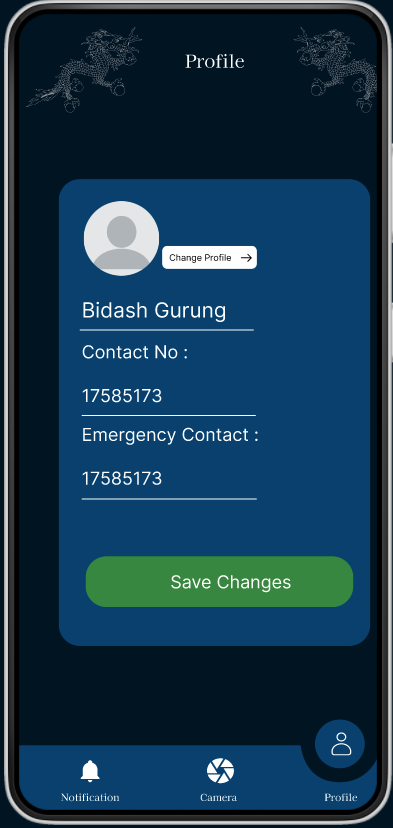 Profile
Change Profile
Bidash Gurung
Contact No :
17585173
Emergency Contact :
17585173
Save Changes
Notification
Camera
Profile